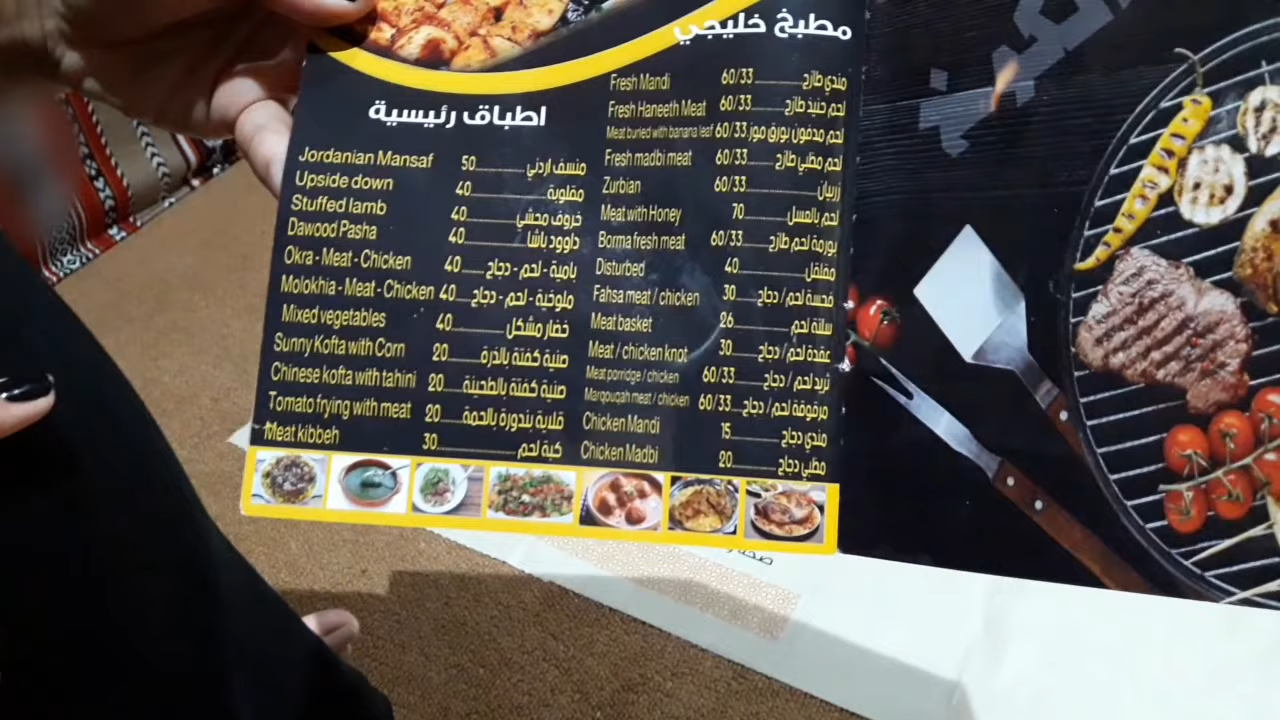 اطباق رئيسية
Jordanian Mansaf 50 منسف اردني
Upside down 40 مقلوبة
Stuffed lamb 40 خروف محشي
Dawood Pasha 40 داوود باشا
Okra - Meat - Chicken 40 بامية - لحم - دجاج
Molokhia - Meat - Chicken 40 ملوخية - لحم - دجاج
Mixed vegetables 40 خضار مشكل
Sunny Kofta with Corn 20 صنية كفتة بالذرة
Chinese kofta with tahini 20 صنية كفتة بالطحينة
Tomato frying with meat 20 قلاية بندورة بالحمة
Meat kibbeh 30 كبة لحم
مطبخ خليجي
Fresh Mandi 60/33 مندي طازج
Fresh Haneeth Meat 60/33 لحم حنيذ طازج
Meat buried with banana leaf 60/33 لحم مدفون بورق موز
Fresh madbi meat 60/33 لحم مظبي طازج
Zurbian 60/33 زربيان
Meat with Honey 70 لحم بالعسل
Borma fresh meat 60/33 بورمة لحم طازج
Disturbed 40 مقلقل
Fahsa meat / chicken 30 فحسة لحم / دجاج
Meat basket 26 سلتة لحم
Meat / chicken knot 30 عقدة لحم / دجاج
Meat porridge / chicken 60/33 ثريد لحم / دجاج
Marqouqah meat / chicken 60/33 مرقوقة لحم / دجاج
Chicken Mandi 15 مندي دجاج
Chicken Madbi 20 مظبي دجاج